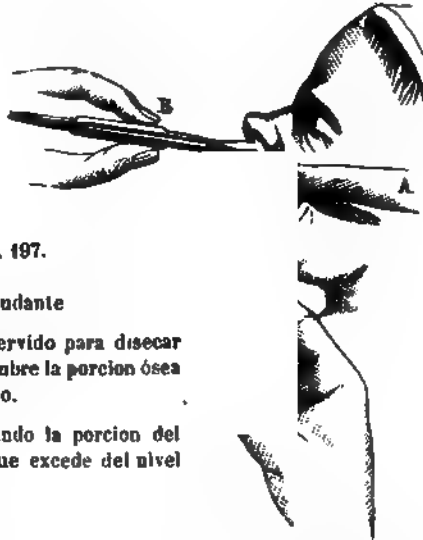 B
A
. 197.
udante
ervido para disecar
ubre la porcion ósea
o.
ndo la porcion del
ue excede del nivel